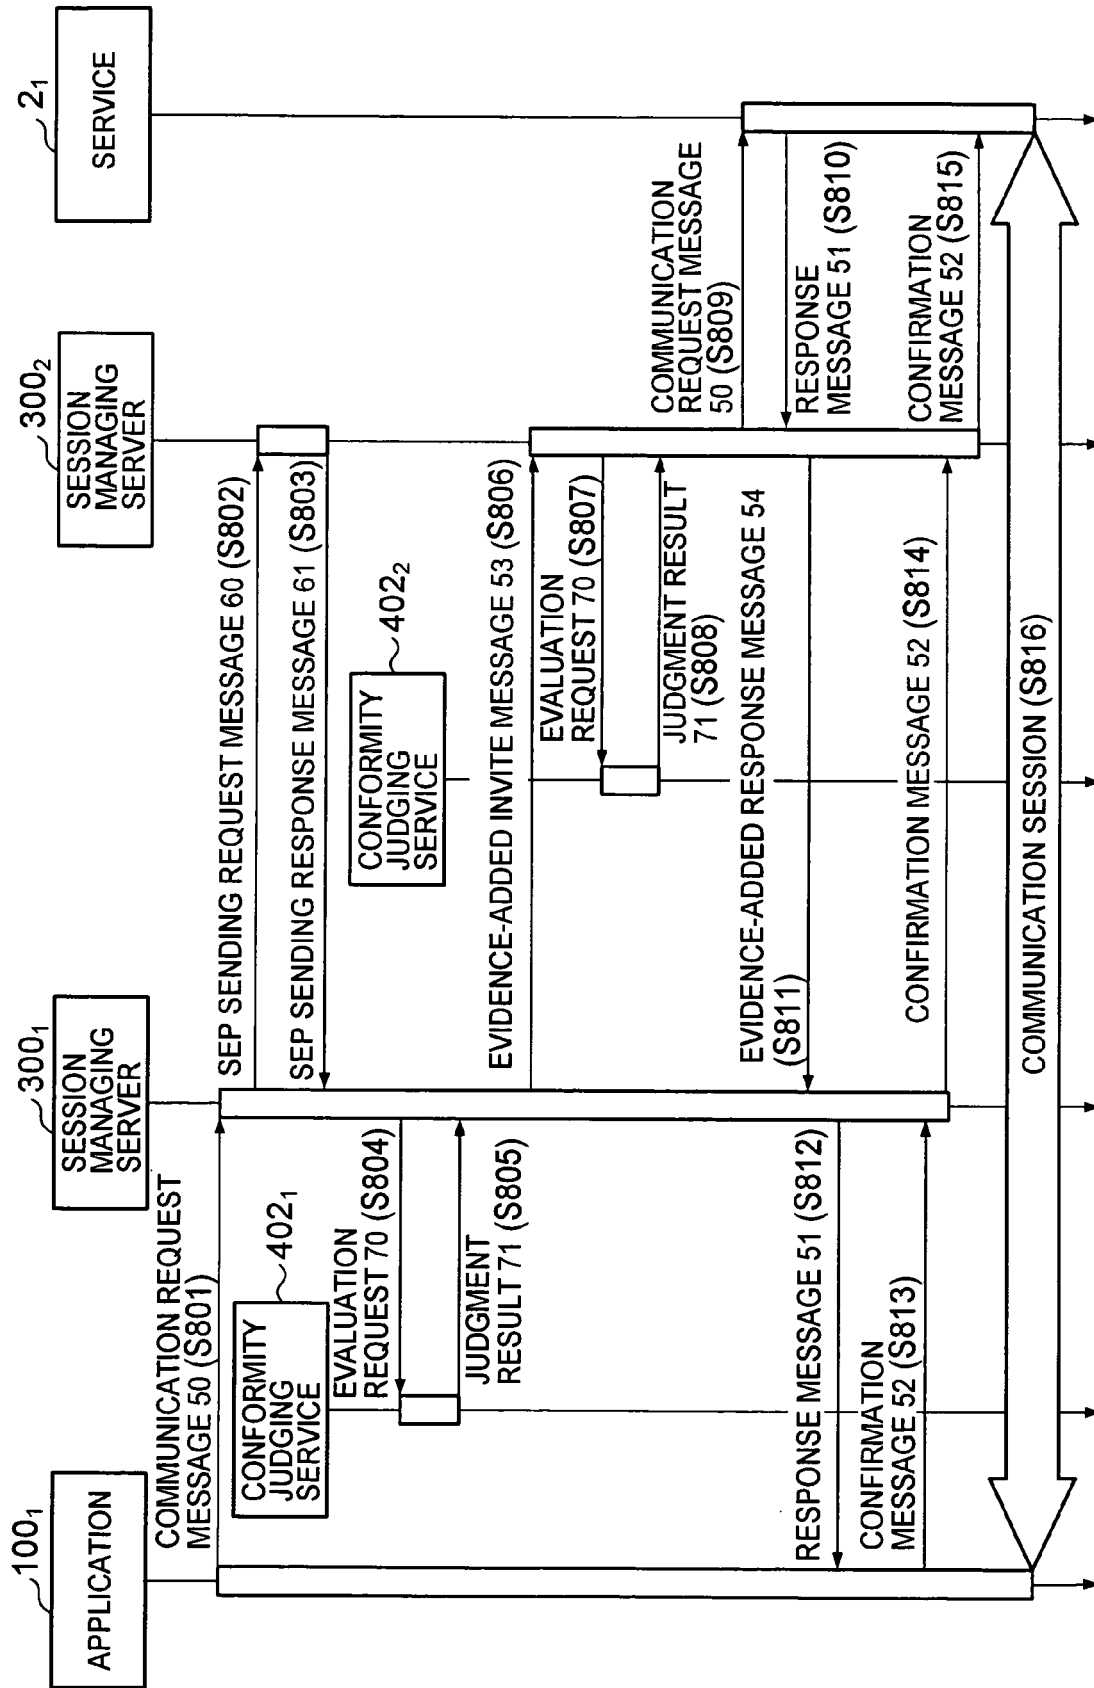 100₁
APPLICATION
300₁
SESSION
MANAGING
SERVER
300₂
SESSION
MANAGING
SERVER
2₁
SERVICE
COMMUNICATION REQUEST
MESSAGE 50 (S801)
SEP SENDING REQUEST MESSAGE 60 (S802)
SEP SENDING RESPONSE MESSAGE 61 (S803)
402₁
CONFORMITY
JUDGING
SERVICE
EVALUATION
REQUEST 70 (S804)
JUDGMENT
RESULT 71 (S805)
402₂
CONFORMITY
JUDGING
SERVICE
EVIDENCE-ADDED INVITE MESSAGE 53 (S806)
EVALUATION
REQUEST 70 (S807)
JUDGMENT RESULT
71 (S808)
COMMUNICATION
REQUEST MESSAGE
50 (S809)
RESPONSE
MESSAGE 51 (S810)
EVIDENCE-ADDED RESPONSE MESSAGE 54
(S811)
RESPONSE MESSAGE 51 (S812)
CONFIRMATION
MESSAGE 52 (S813)
CONFIRMATION MESSAGE 52 (S814)
CONFIRMATION
MESSAGE 52 (S815)
COMMUNICATION SESSION (S816)